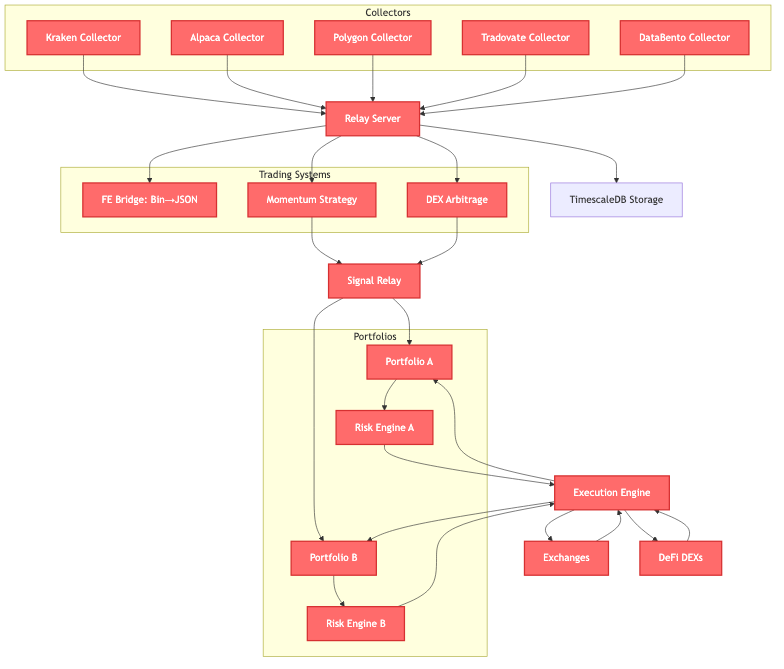 Collectors
Kraken Collector
Alpaca Collector
Polygon Collector
Tradovate Collector
DataBento Collector
Relay Server
Trading Systems
FE Bridge: Bin→JSON
Momentum Strategy
DEX Arbitrage
TimescaleDB Storage
Signal Relay
Portfolios
Portfolio A
Risk Engine A
Execution Engine
Portfolio B
Exchanges
DeFi DEXs
Risk Engine B